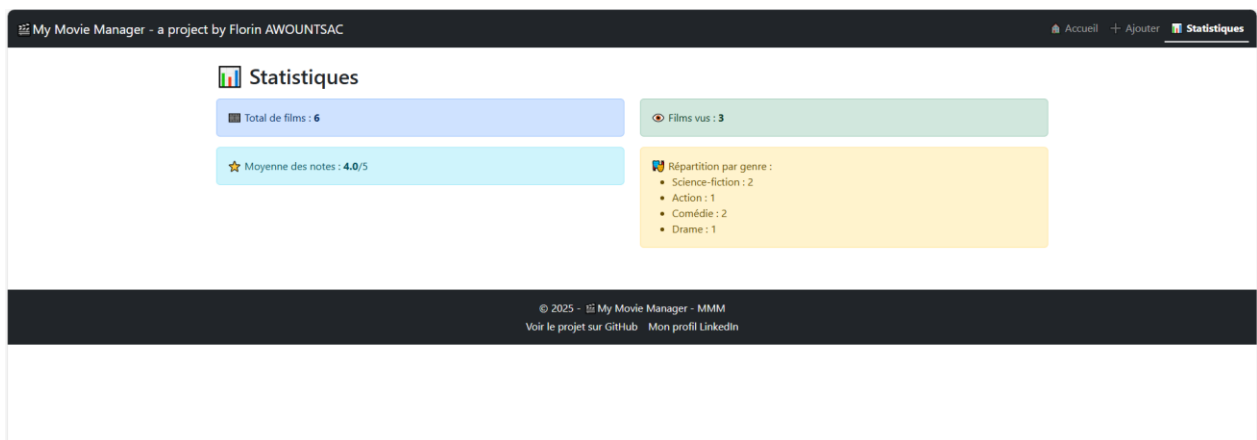 My Movie Manager - a project by Florin AWOUNTSAC
Accueil
Ajouter
Statistiques
Statistiques
Total de films : 6
Films vus : 3
Moyenne des notes : 4.0/5
Répartition par genre :
Science-fiction : 2
Action : 1
Comédie : 2
Drame : 1
© 2025 - My Movie Manager - MMM
Voir le projet sur GitHub Mon profil LinkedIn